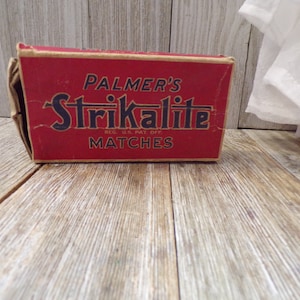 PALMER'S
Strikalite
REG. U.S. PAT. OFF.
MATCHES